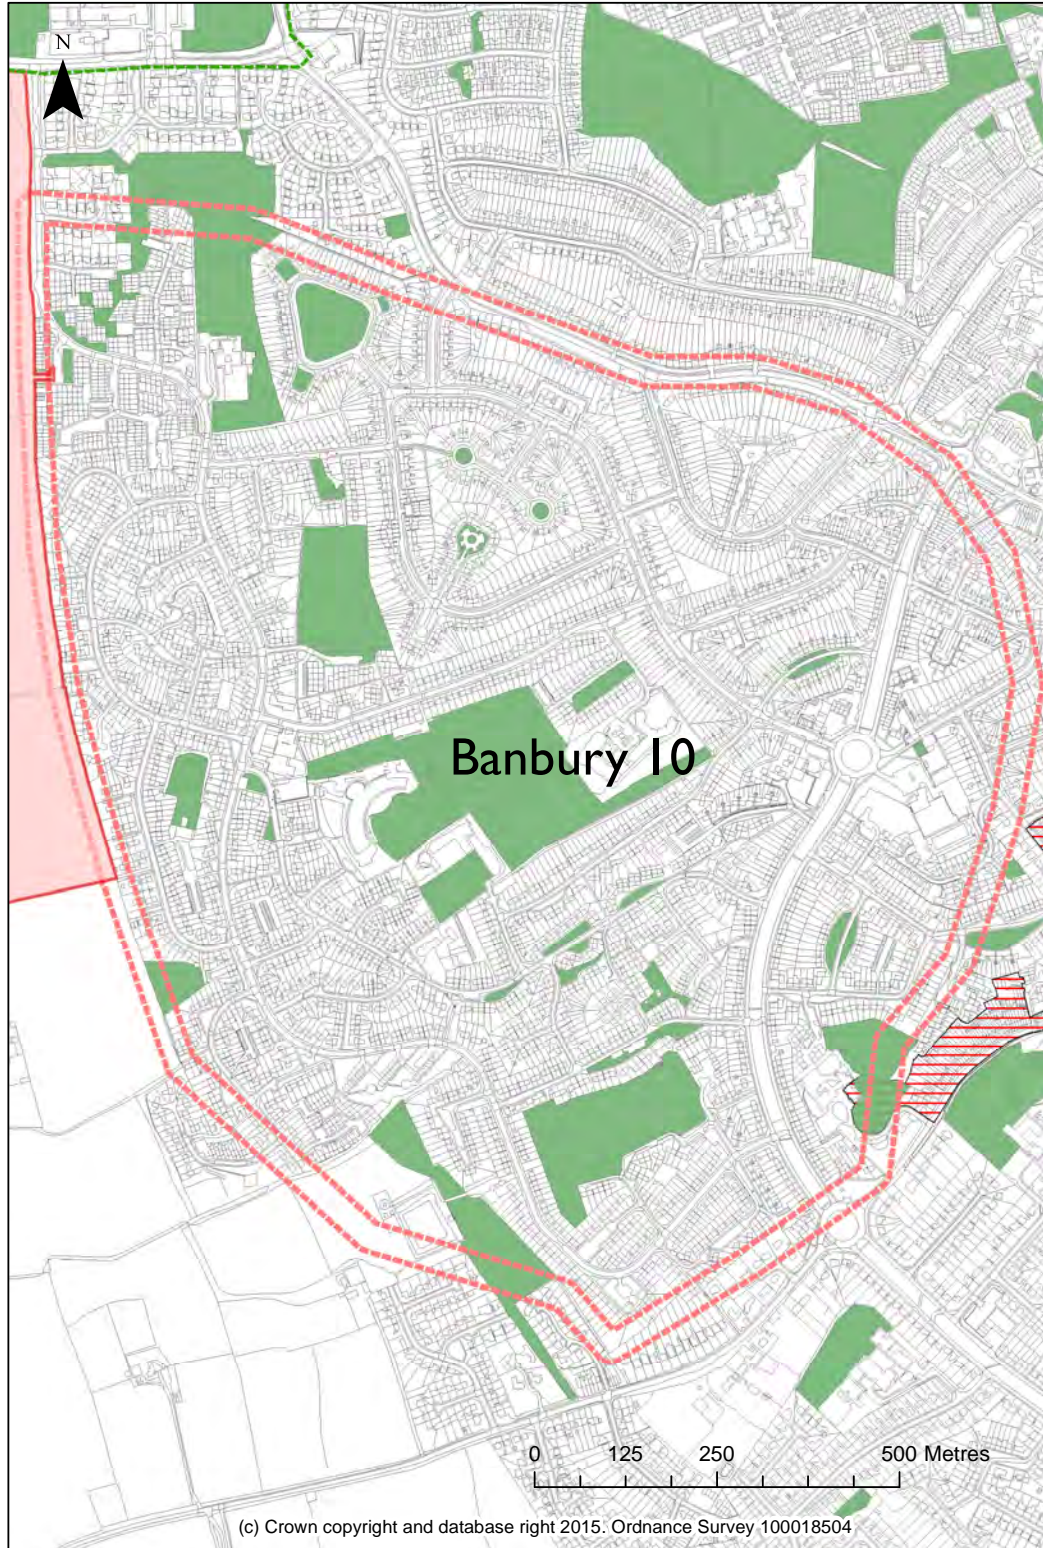 N
Banbury 10
0 125 250 500 Metres
(c) Crown copyright and database right 2015. Ordnance Survey 100018504